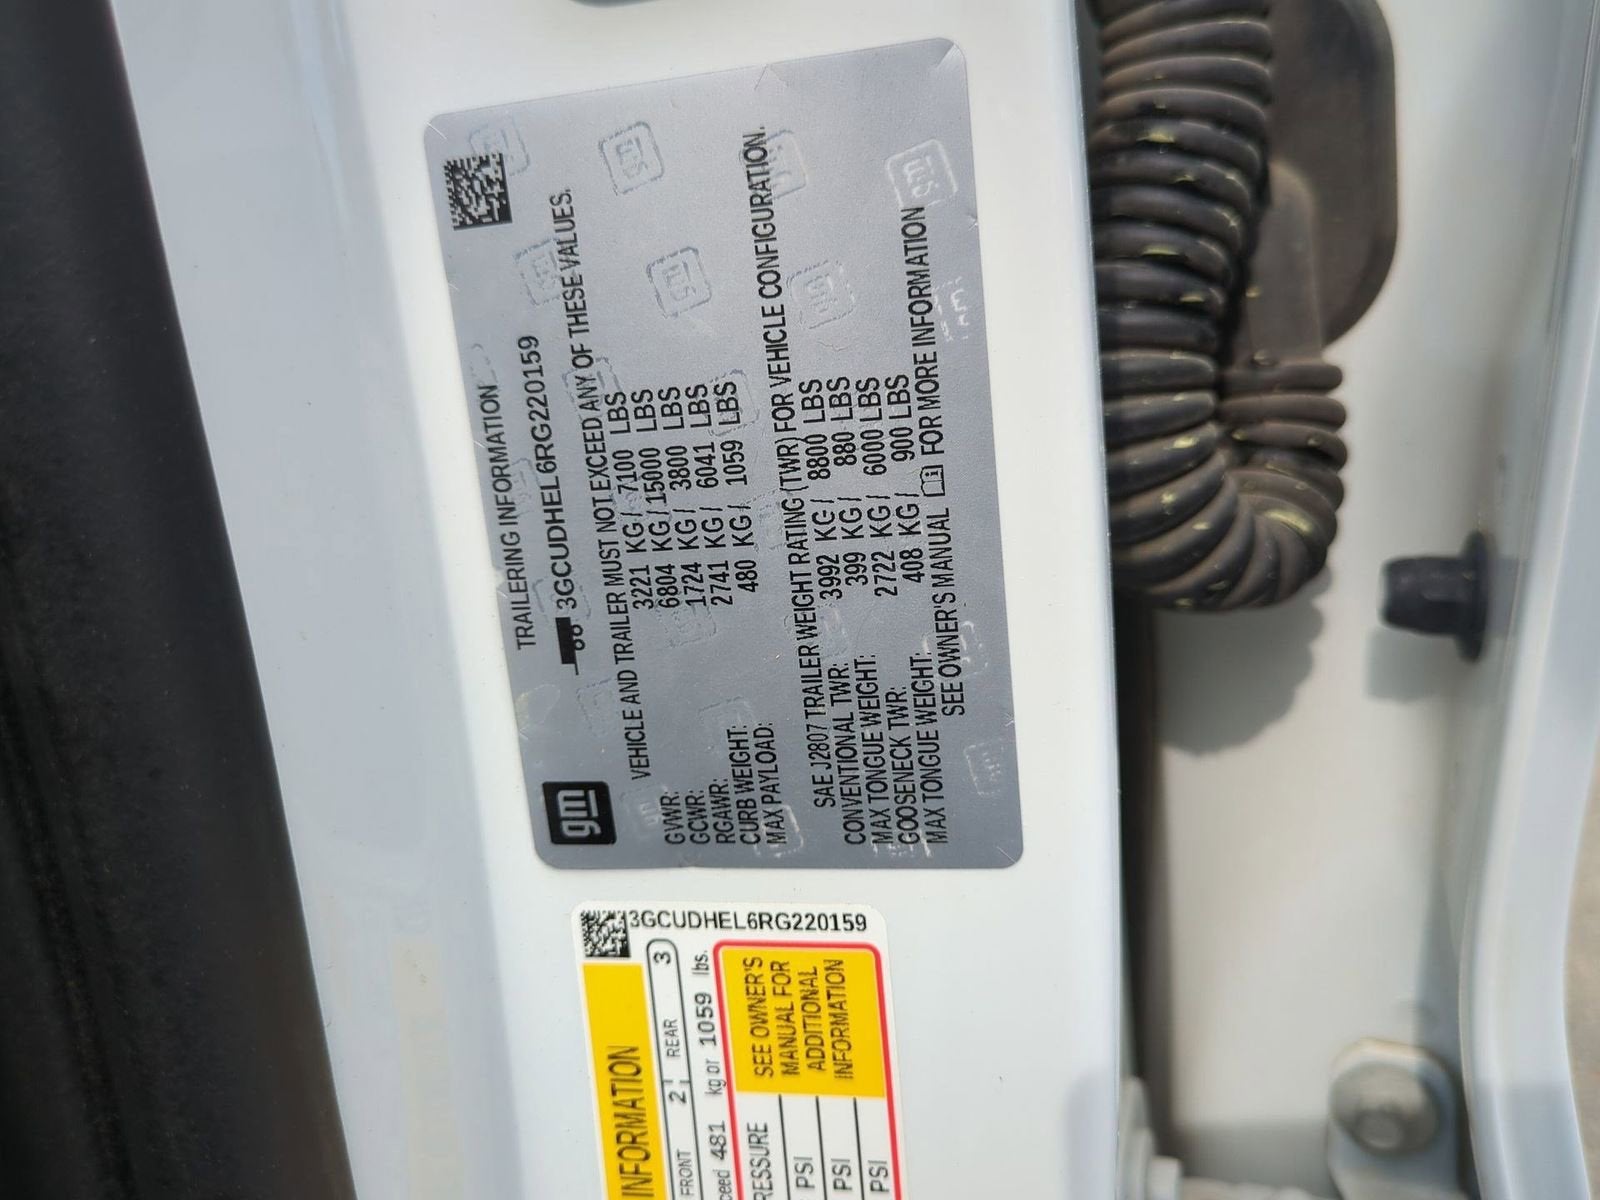 gm
TRAILERING INFORMATION
3GCUDHEL6RG220159
VEHICLE AND TRAILER MUST NOT EXCEED ANY OF THESE VALUES.
GVWR: 3221 KG / 7100 LBS
GCWR: 6804 KG / 15000 LBS
RGAWR: 1724 KG / 3800 LBS
CURB WEIGHT: 2741 KG / 6041 LBS
MAX PAYLOAD: 480 KG / 1059 LBS
SAE J2807 TRAILER WEIGHT RATING (TWR) FOR VEHICLE CONFIGURATION.
CONVENTIONAL TWR: 3992 KG / 8800 LBS
MAX TONGUE WEIGHT: 399 KG / 880 LBS
GOOSENECK TWR: 2722 KG / 6000 LBS
MAX TONGUE WEIGHT: 408 KG / 900 LBS
SEE OWNER'S MANUAL FOR MORE INFORMATION
3GCUDHEL6RG220159
INFORMATION
FRONT 2 REAR 3
481 kg or 1059 lbs.
SEE OWNER'S
MANUAL FOR
ADDITIONAL
INFORMATION
PSI
PSI
PSI